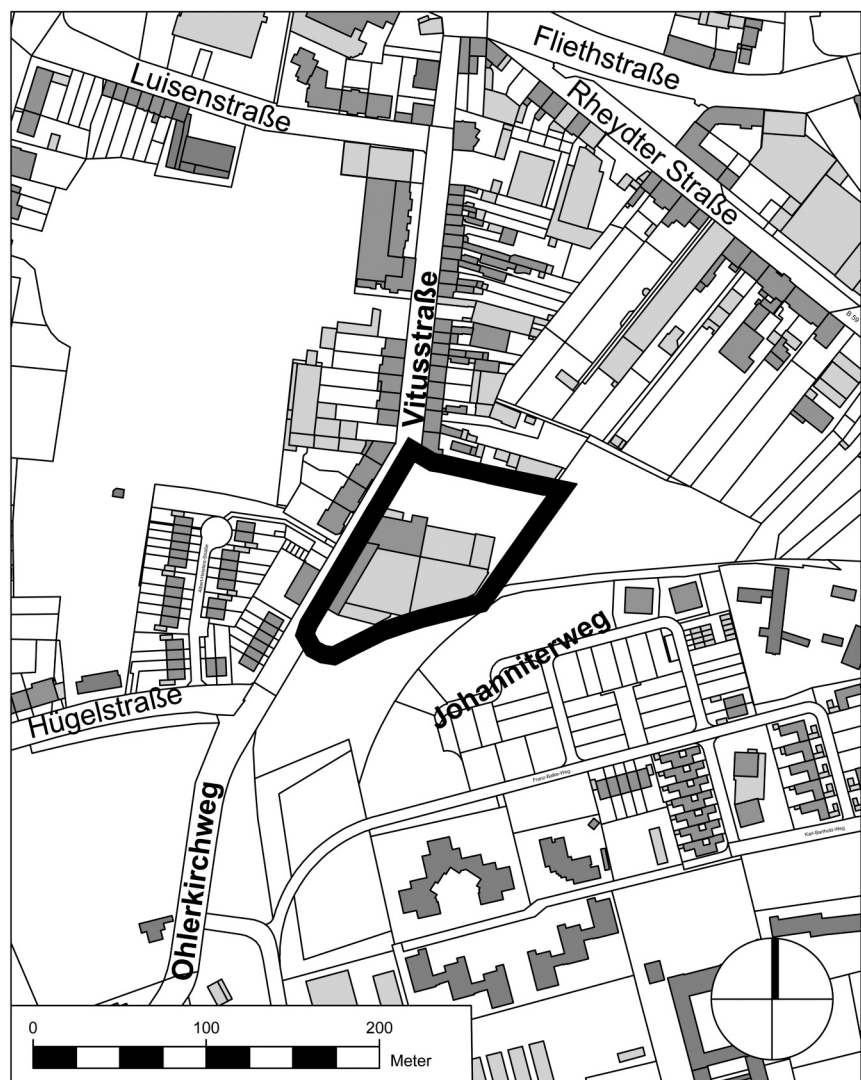 Fliethstraße
Luisenstraße
Rheydter Straße
B 59
Vitusstraße
Johanniterweg
Hügelstraße
Franz-Balke-Weg
Karl-Barthold-Weg
Ohlerkirchweg
0 100 200
Meter